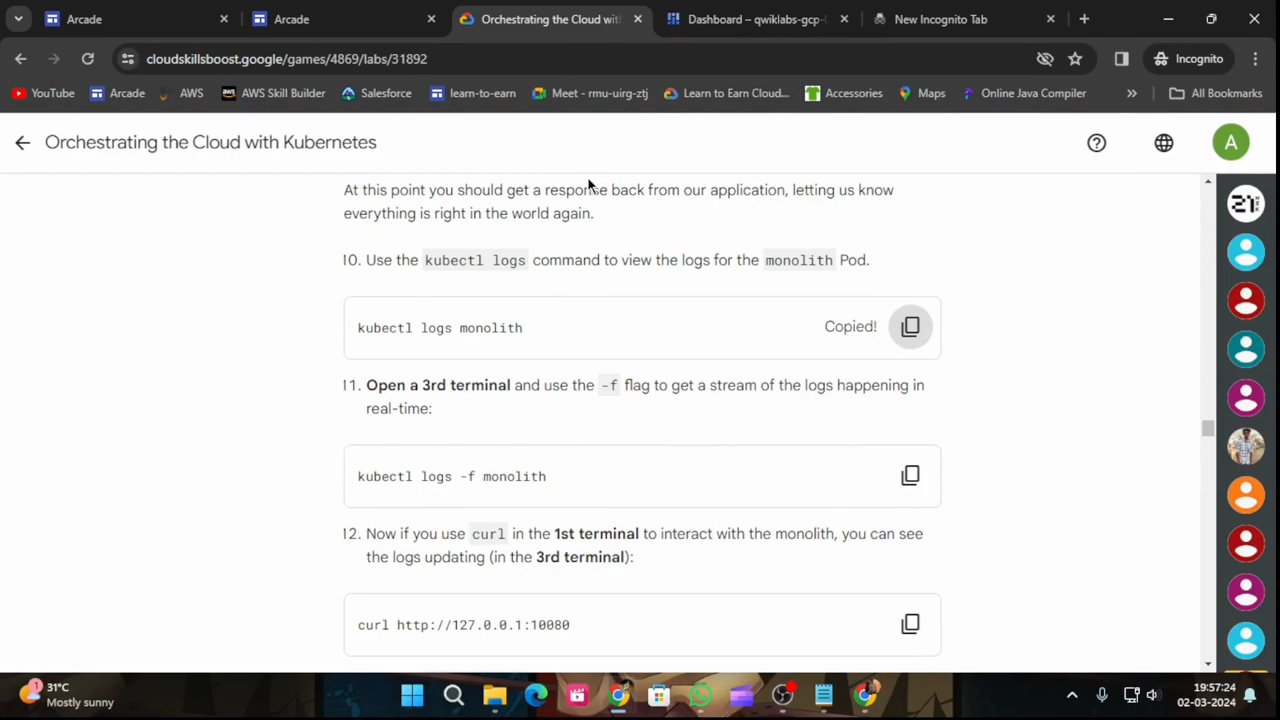 Arcade
Arcade
Orchestrating the Cloud wit
Dashboard – qwiklabs-gcp-
New Incognito Tab
cloudskillsboost.google/games/4869/labs/31892
Incognito
YouTube
Arcade
AWS
AWS Skill Builder
Salesforce
learn-to-earn
Meet - rmu-uirg-ztj
Learn to Earn Cloud...
Accessories
Maps
Online Java Compiler
All Bookmarks
Orchestrating the Cloud with Kubernetes
A
At this point you should get a response back from our application, letting us know
everything is right in the world again.
10. Use the kubectl logs command to view the logs for the monolith Pod.
kubectl logs monolith
Copied!
11. Open a 3rd terminal and use the -f flag to get a stream of the logs happening in
real-time:
kubectl logs -f monolith
12. Now if you use curl in the 1st terminal to interact with the monolith, you can see
the logs updating (in the 3rd terminal):
curl http://127.0.0.1:10080
1
31°C
Mostly sunny
19:57:24
02-03-2024